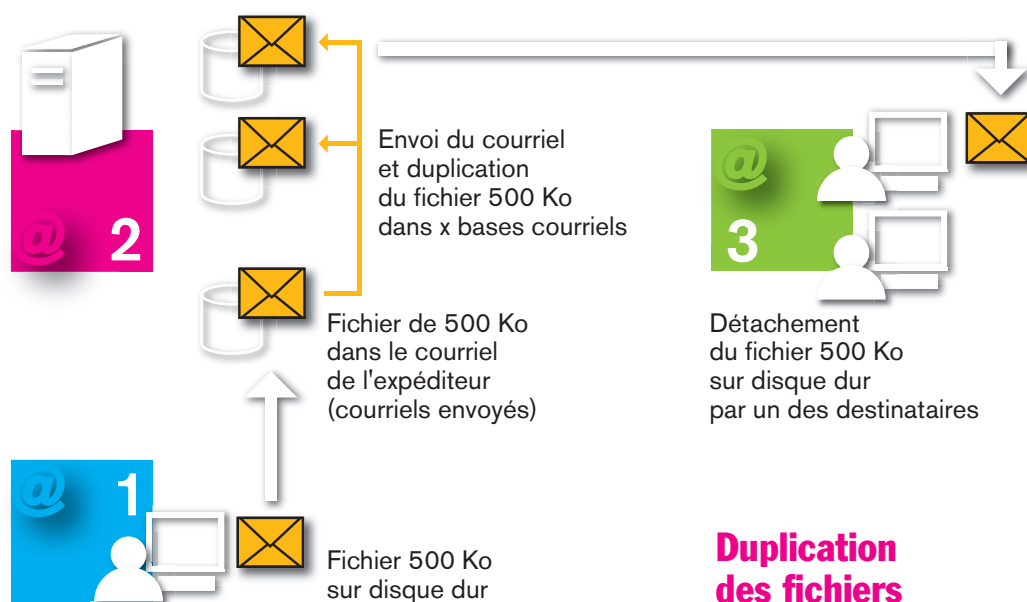 Envoi du courriel
et duplication
du fichier 500 Ko
dans x bases courriels
@
2
@
3
Fichier de 500 Ko
dans le courriel
de l'expéditeur
(courriels envoyés)
Détachement
du fichier 500 Ko
sur disque dur
par un des destinataires
@
1
Fichier 500 Ko
sur disque dur
Duplication
des fichiers